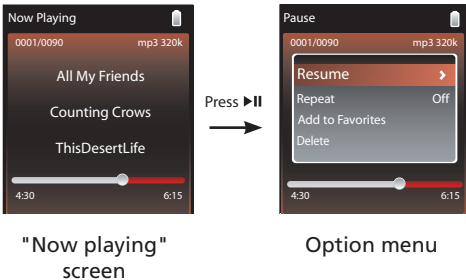 Now Playing
0001/0090 mp3 320k
All My Friends
Counting Crows
ThisDesertLife
4:30 6:15
"Now playing"
screen
Press ⏯
Pause
0001/0090 mp3 320k
Resume
Repeat Off
Add to Favorites
Delete
4:30 6:15
Option menu